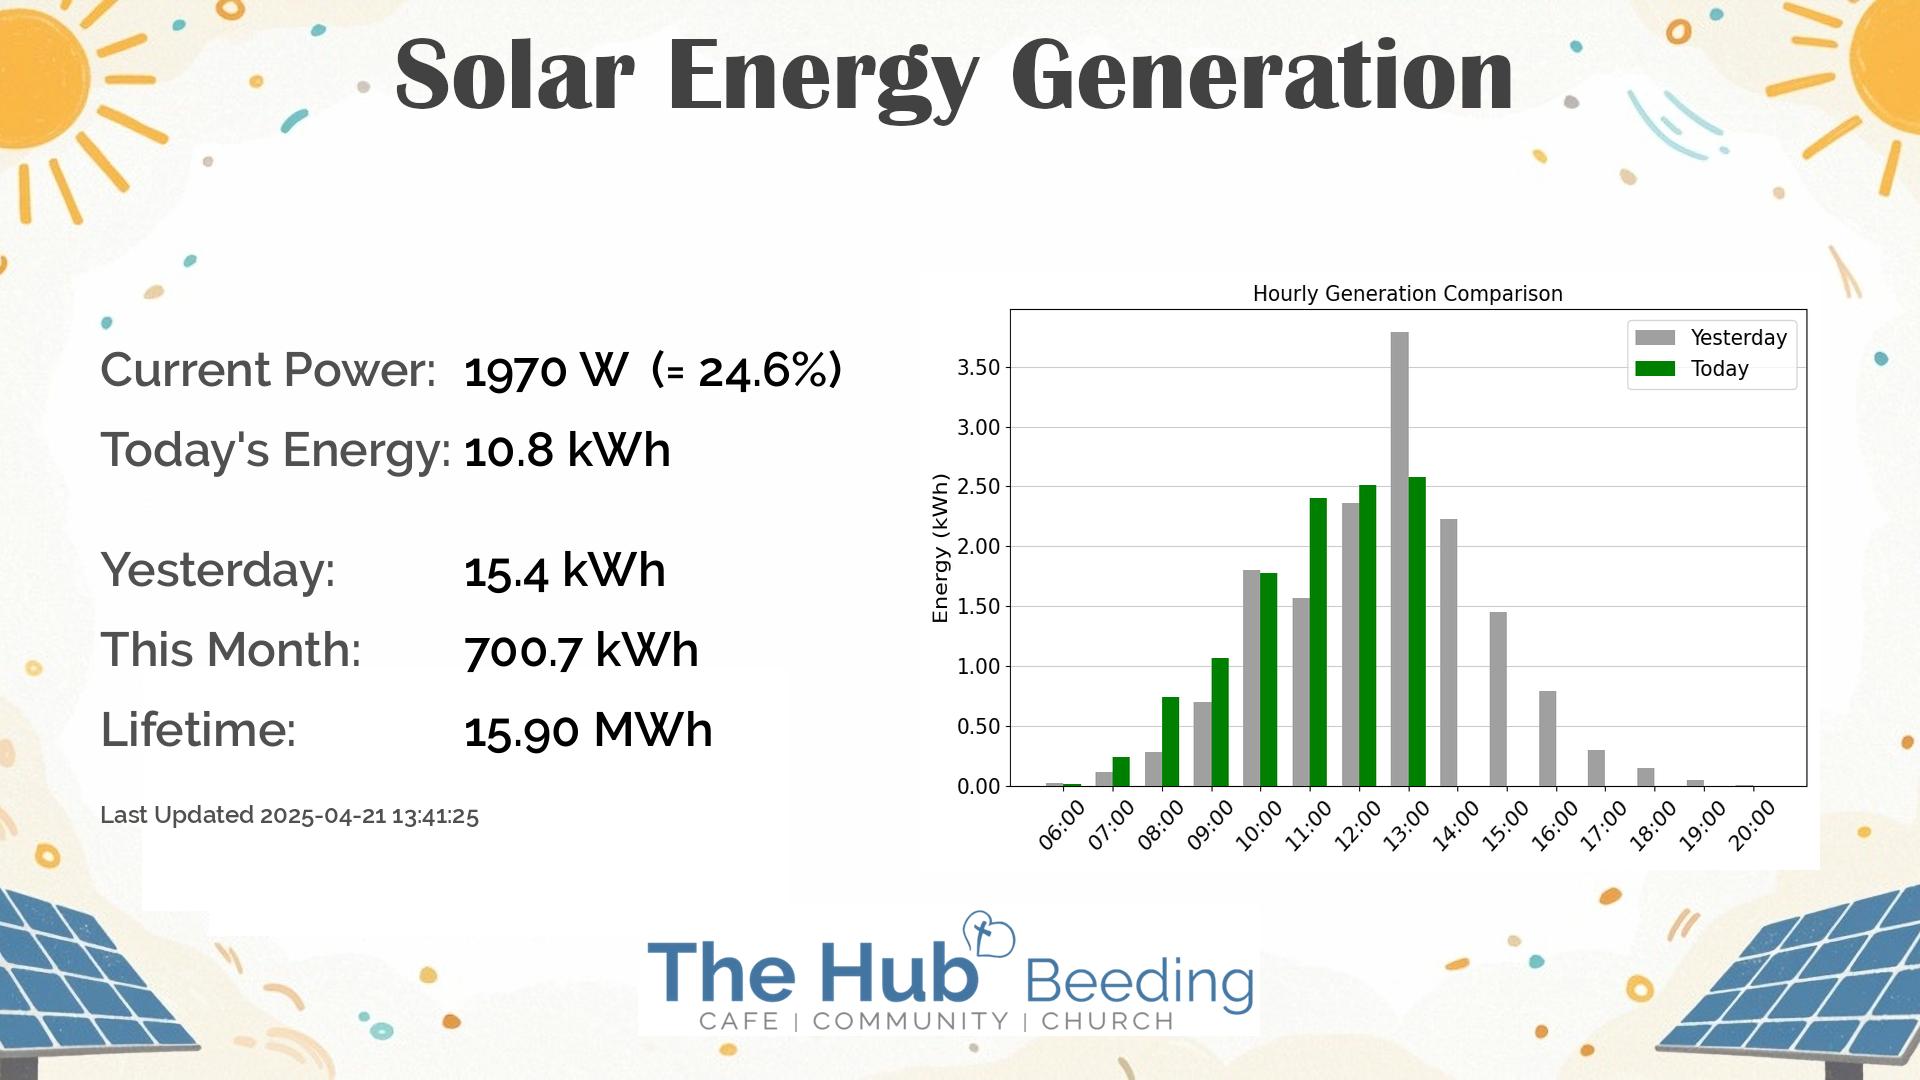 Solar Energy Generation
Current Power: 1970 W (= 24.6%)
Today's Energy: 10.8 kWh
Yesterday: 15.4 kWh
This Month: 700.7 kWh
Lifetime: 15.90 MWh
Last Updated 2025-04-21 13:41:25
Hourly Generation Comparison
Yesterday
Today
Energy (kWh)
3.50
3.00
2.50
2.00
1.50
1.00
0.50
0.00
06:00 07:00 08:00 09:00 10:00 11:00 12:00 13:00 14:00 15:00 16:00 17:00 18:00 19:00 20:00
The Hub Beeding
CAFE | COMMUNITY | CHURCH